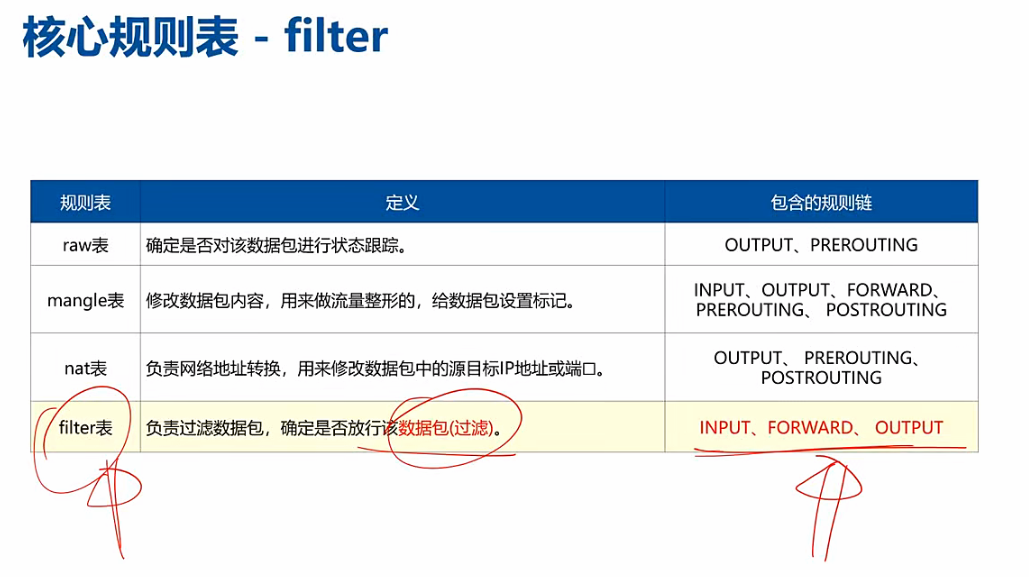 核心规则表 - filter
规则表 定义 包含的规则链
raw表 确定是否对该数据包进行状态跟踪。 OUTPUT、PREROUTING
mangle表 修改数据包内容，用来做流量整形的，给数据包设置标记。 INPUT、OUTPUT、FORWARD、
PREROUTING、 POSTROUTING
nat表 负责网络地址转换，用来修改数据包中的源目标IP地址或端口。 OUTPUT、 PREROUTING、
POSTROUTING
filter表 负责过滤数据包，确定是否放行该数据包(过滤)。 INPUT、FORWARD、 OUTPUT